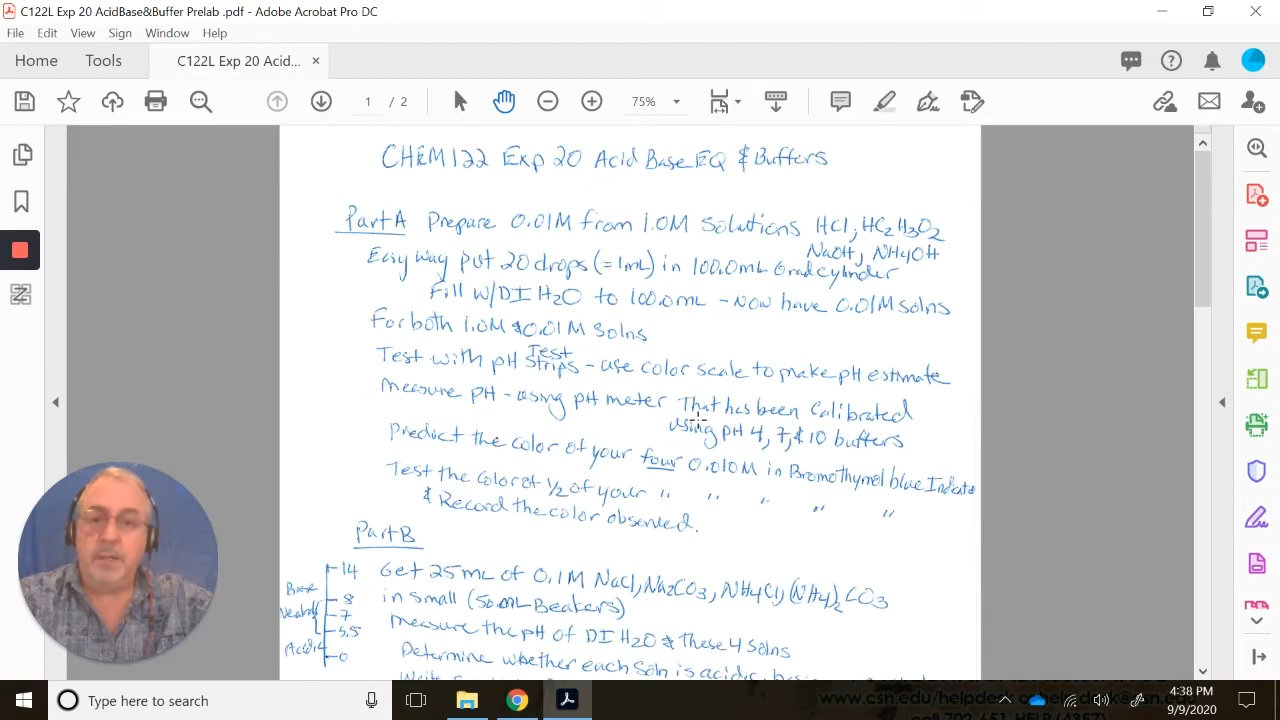 C122L Exp 20 AcidBase&Buffer Prelab .pdf - Adobe Acrobat Pro DC
File Edit View Sign Window Help
Home Tools C122L Exp 20 Acid... ×
1 / 2 75%
CHEM122 Exp 20 Acid Base EQ & Buffers
Part A Prepare 0.01M from 1.0M Solutions HCl, HC2H3O2
NaOH, NH4OH
Easy way put 20 drops (=1mL) in 100.0mL Grad cylinder
Fill w/DI H2O to 100.0mL - Now have 0.01M solns
For both 1.0M & 0.01M Solns
Test with pH Test Strips - use color scale to make pH estimate
Measure pH - using pH meter That has been Calibrated
using pH 4, 7, & 10 buffers
Predict the color of your four 0.010M in Bromothymol blue Indicator
Test the color of 1/2 of your " " " " "
& Record the color observed.
Part B
14 Get 25mL of 0.1M NaCl, Na2CO3, NH4Cl, (NH4)2CO3
Base
8 in small (50mL Beakers)
Neutral 7
5.5 Measure the pH of DI H2O & these 4 solns
Acidic 0
Determine whether each Soln is acidic, basic
Type here to search
www.csn.edu/helpdesk
4:38 PM
9/9/2020